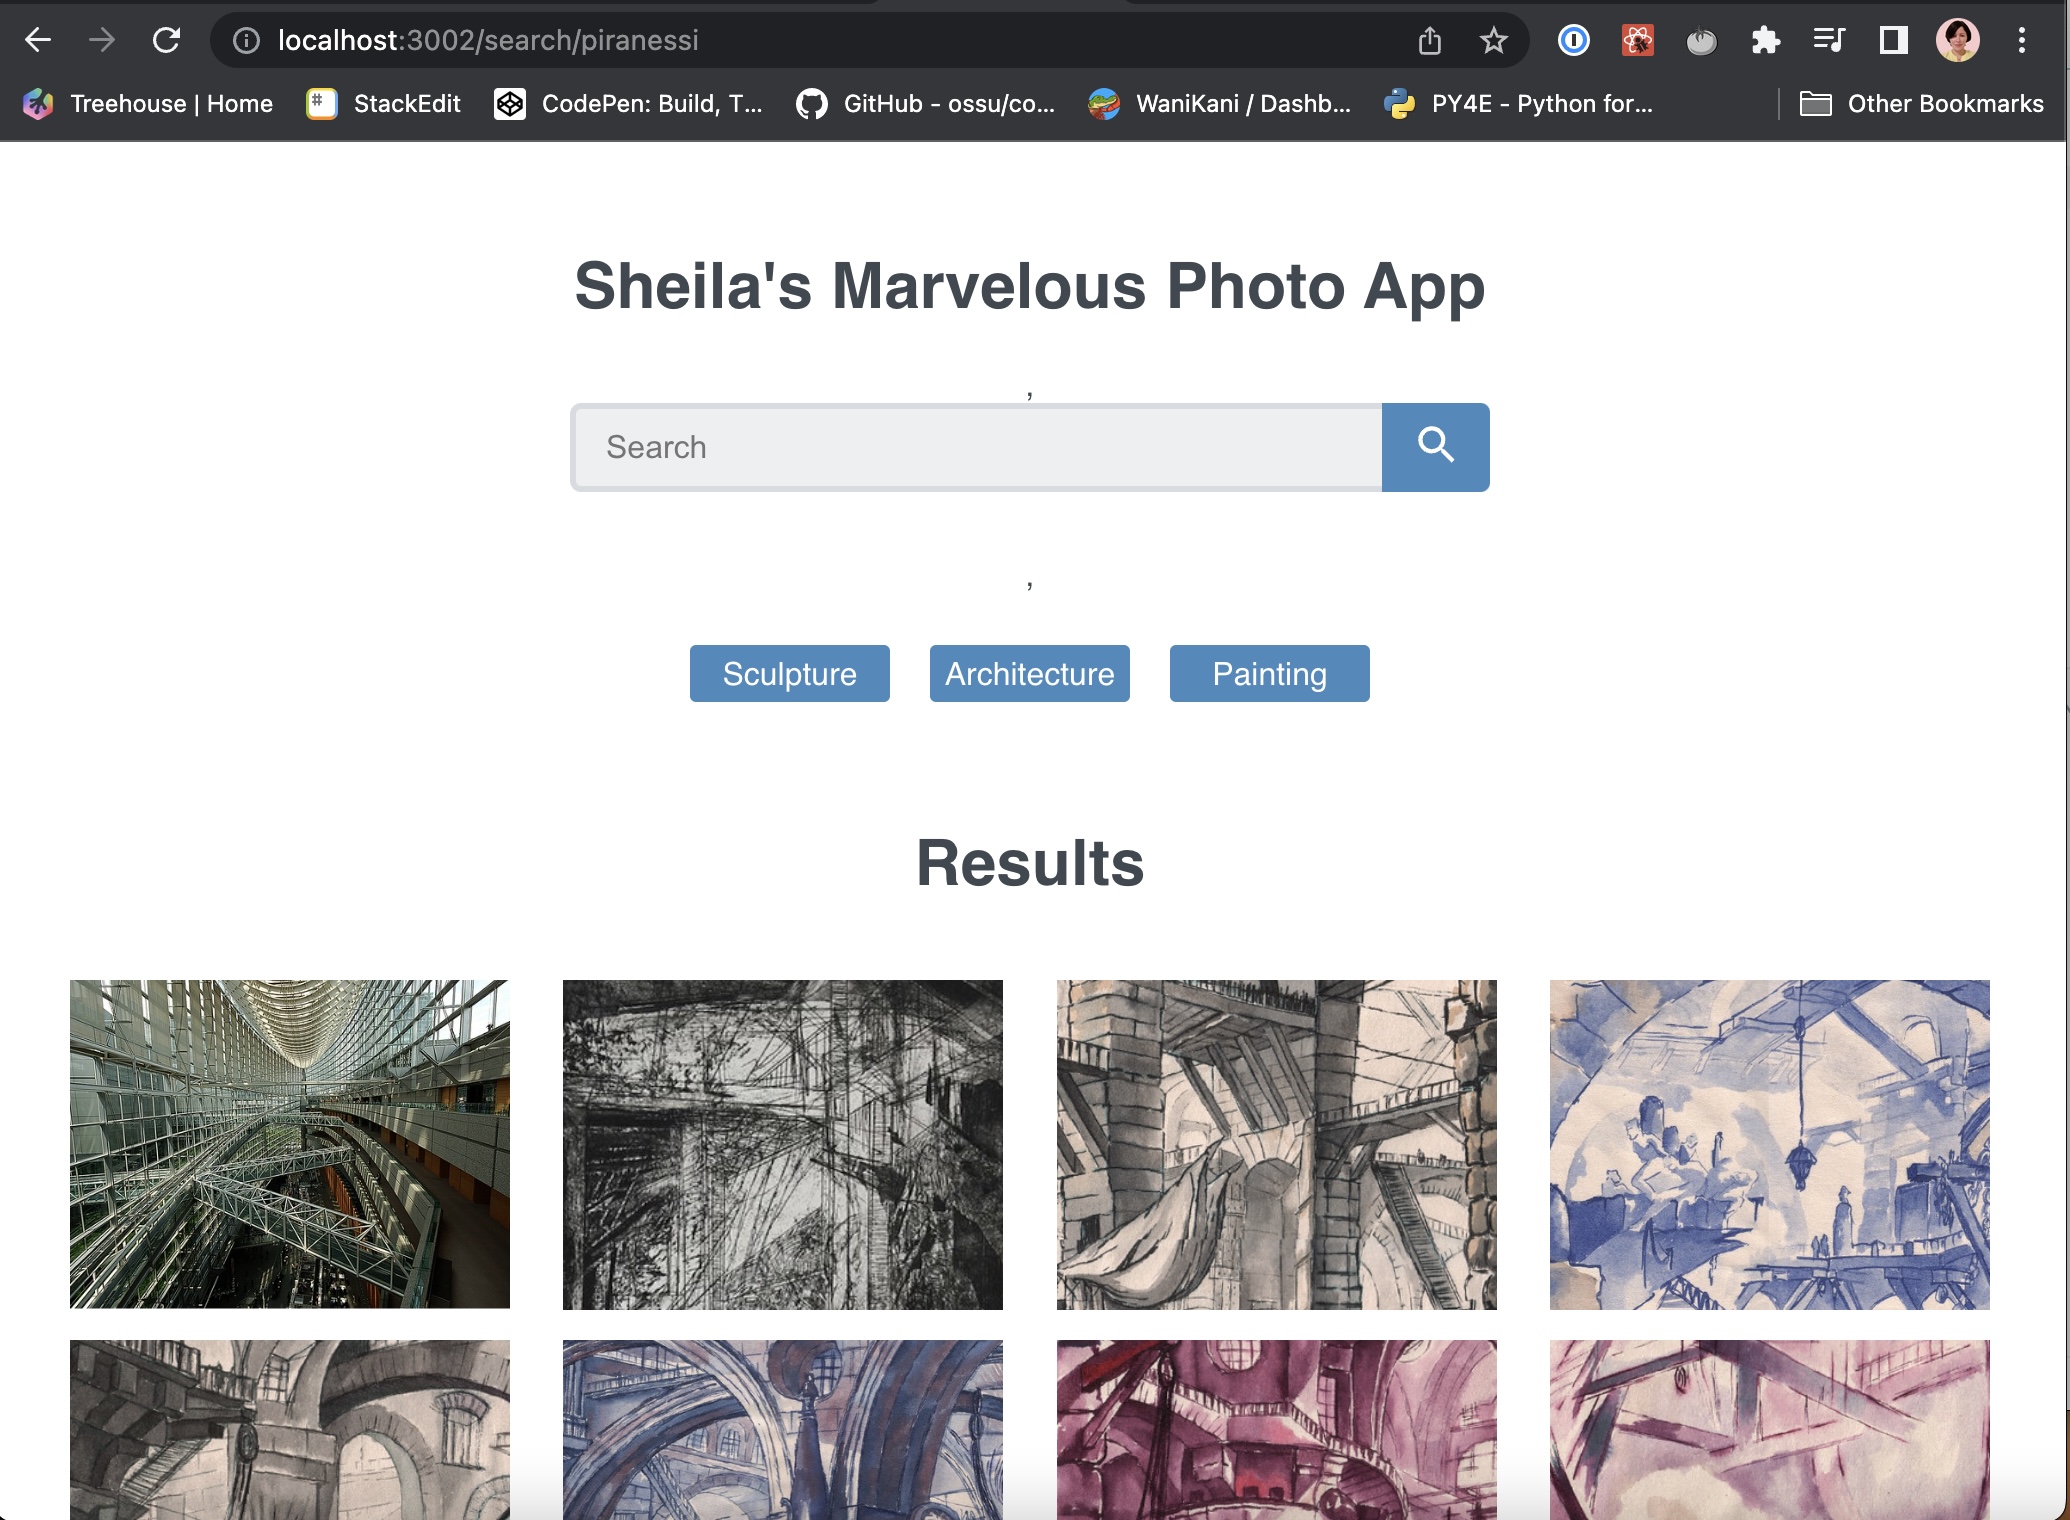 localhost:3002/search/piranessi
Treehouse | Home StackEdit CodePen: Build, T... GitHub - ossu/co... WaniKani / Dashb... PY4E - Python for... Other Bookmarks
Sheila's Marvelous Photo App
,
Search
,
Sculpture Architecture Painting
Results